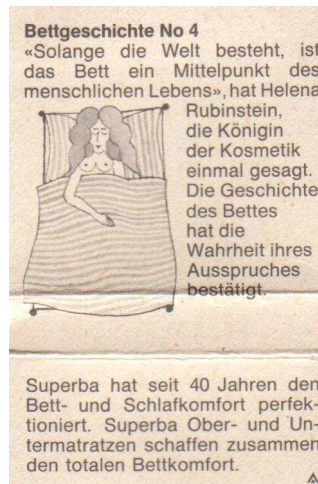 Bettgeschichte No 4
«Solange die Welt besteht, ist
das Bett ein Mittelpunkt des
menschlichen Lebens», hat Helena
Rubinstein,
die Königin
der Kosmetik
einmal gesagt.
Die Geschichte
des Bettes
hat die
Wahrheit ihres
Ausspruches
bestätigt.
Superba hat seit 40 Jahren den
Bett- und Schlafkomfort perfek-
tioniert. Superba Ober- und Un-
termatratzen schaffen zusammen
den totalen Bettkomfort.